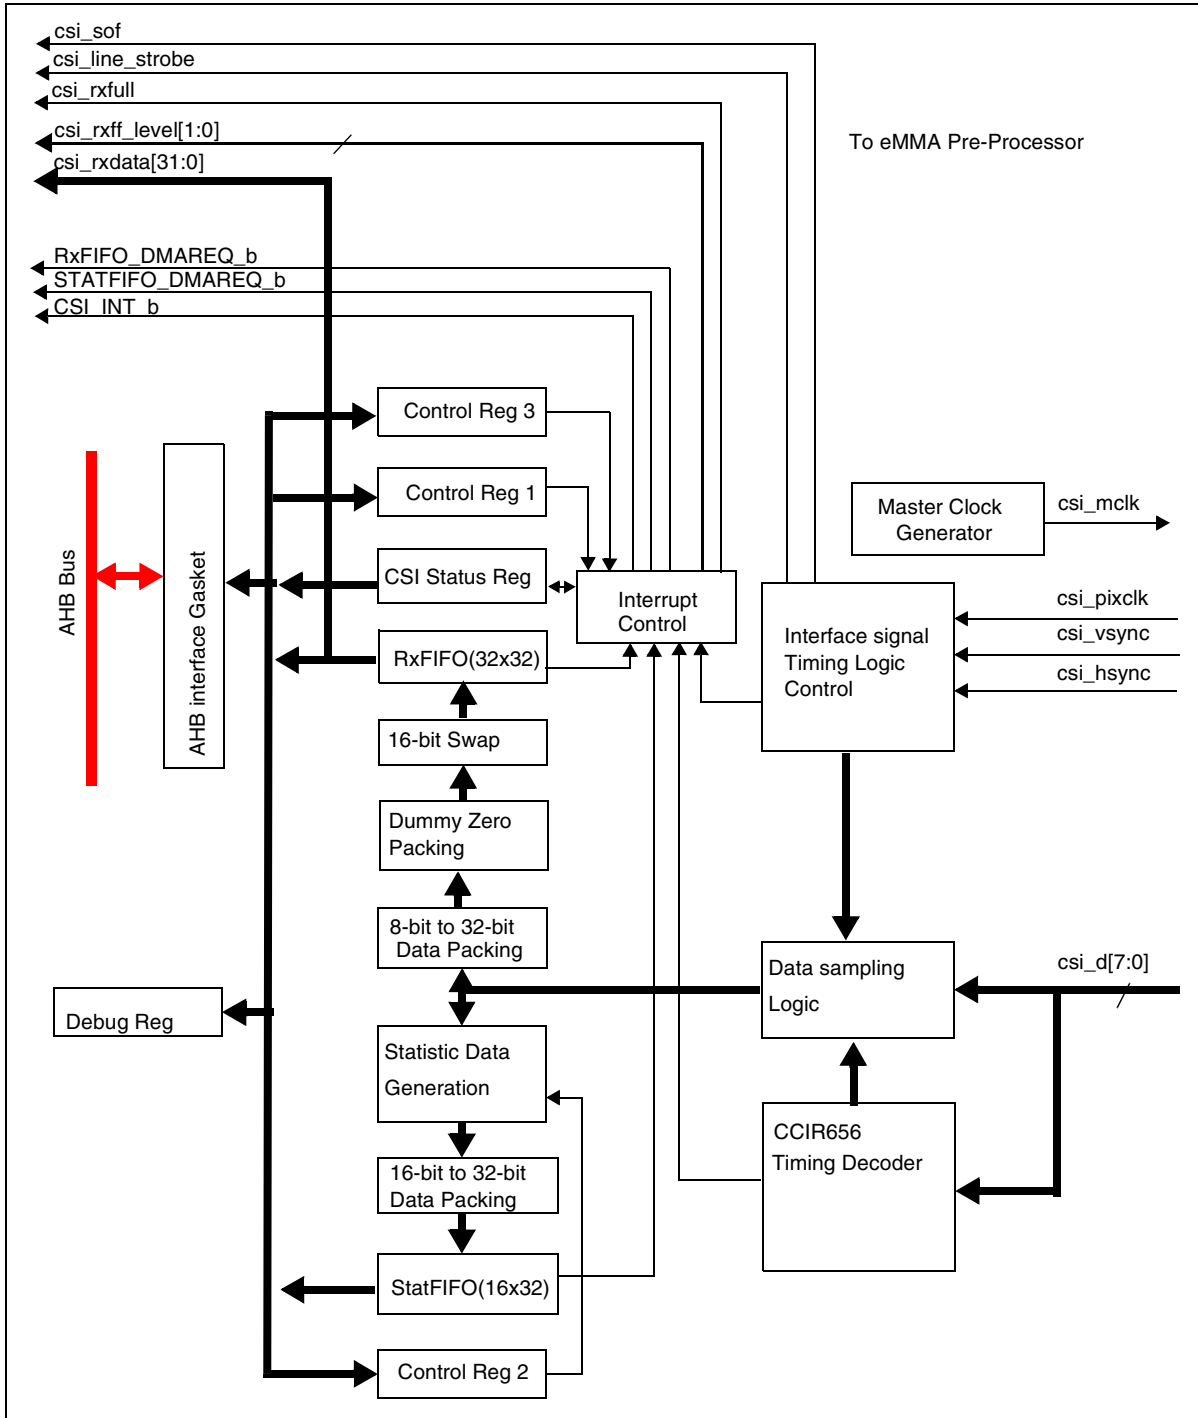 csi_sof
csi_line_strobe
csi_rxfull
csi_rxff_level[1:0]
To eMMA Pre-Processor
csi_rxdata[31:0]
RxFIFO_DMAREQ_b
STATFIFO_DMAREQ_b
CSI_INT_b
Control Reg 3
Control Reg 1
Master Clock
Generator
csi_mclk
AHB Bus
AHB interface Gasket
CSI Status Reg
Interrupt
Control
csi_pixclk
csi_vsync
csi_hsync
Interface signal
Timing Logic
Control
RxFIFO(32x32)
16-bit Swap
Dummy Zero
Packing
8-bit to 32-bit
Data Packing
Data sampling
Logic
csi_d[7:0]
Debug Reg
Statistic Data
Generation
CCIR656
Timing Decoder
16-bit to 32-bit
Data Packing
StatFIFO(16x32)
Control Reg 2